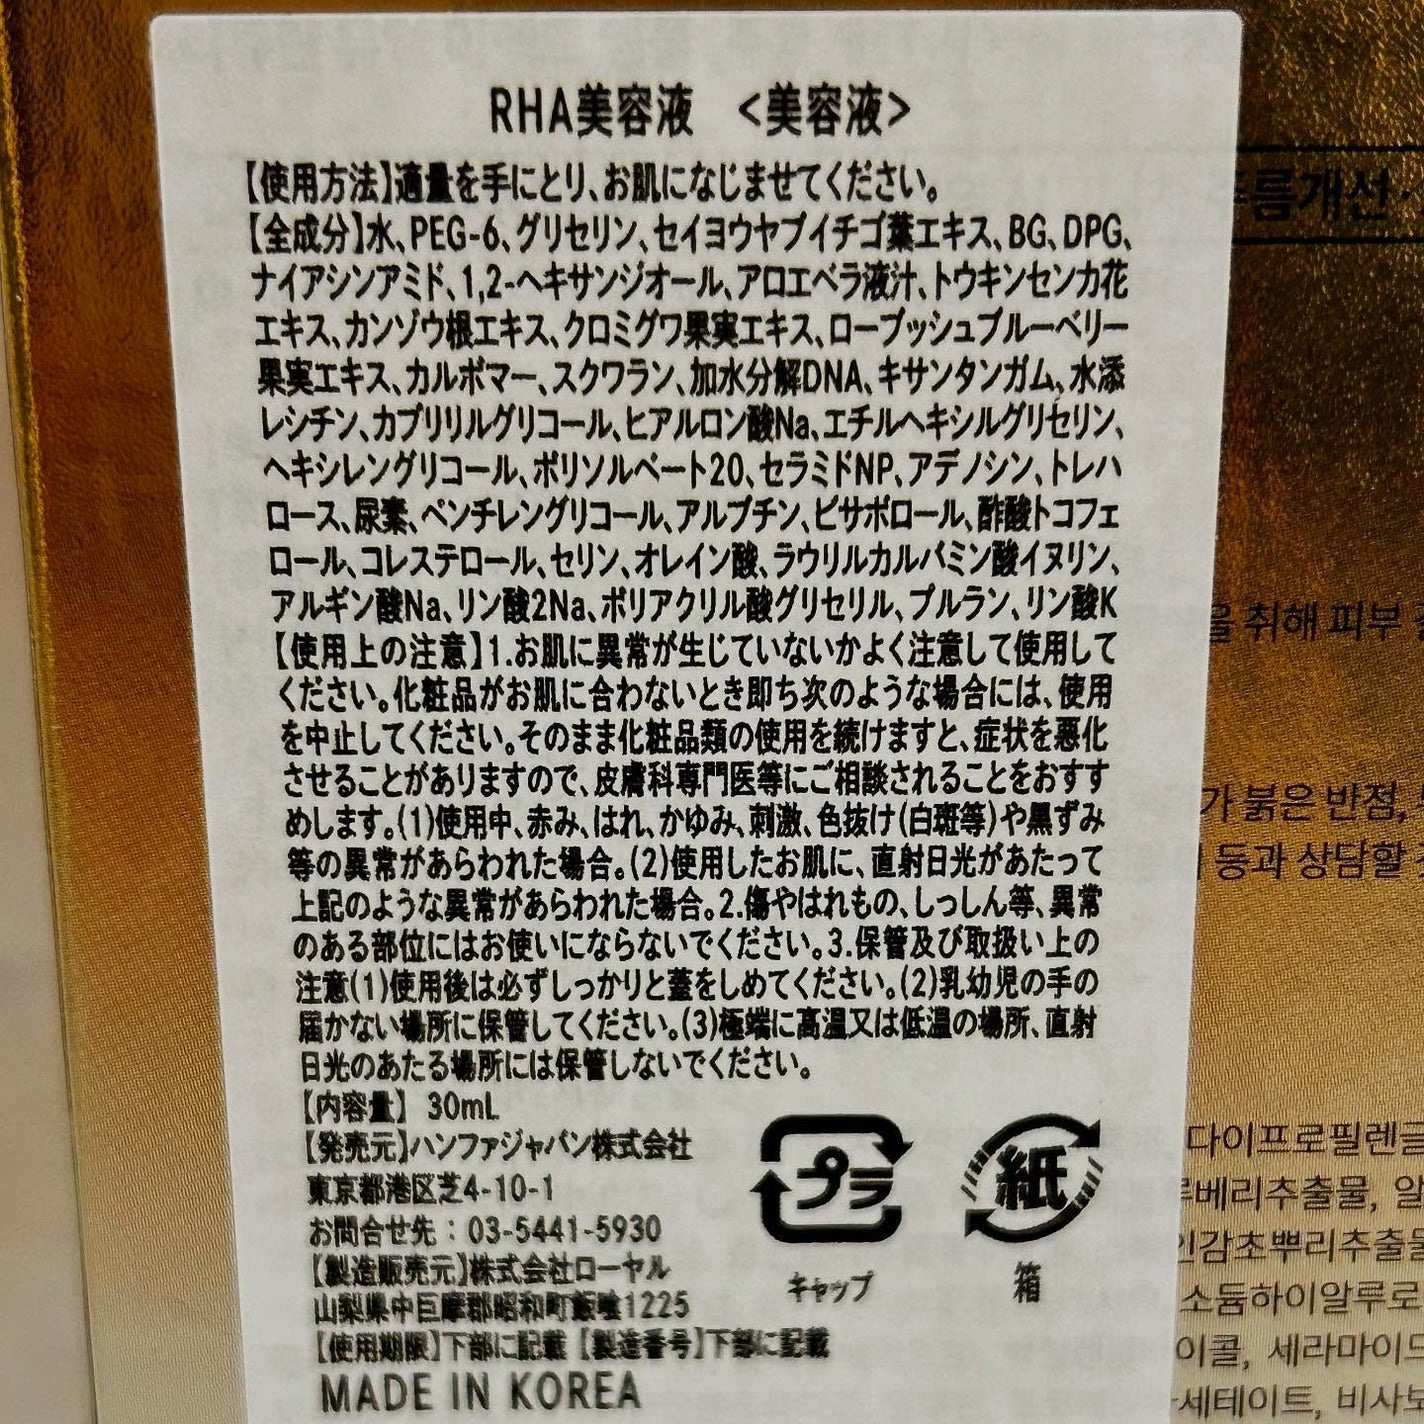 RHA美容液　<美容液>
【使用方法】適量を手にとり、お肌になじませてください。
【全成分】水、PEG-6、グリセリン、セイヨウヤブイチゴ葉エキス、BG、DPG、
ナイアシンアミド、1,2-ヘキサンジオール、アロエベラ液汁、トウキンセンカ花
エキス、カンゾウ根エキス、クロミグワ果実エキス、ローブッシュブルーベリー
果実エキス、カルボマー、スクワラン、加水分解DNA、キサンタンガム、水添
レシチン、カプリリルグリコール、ヒアルロン酸Na、エチルヘキシルグリセリン、
ヘキシレングリコール、ポリソルベート20、セラミドNP、アデノシン、トレハ
ロース、尿素、ペンチレングリコール、アルブチン、ビサボロール、酢酸トコフェ
ロール、コレステロール、セリン、オレイン酸、ラウリルカルバミン酸イヌリン、
アルギン酸Na、リン酸2Na、ポリアクリル酸グリセリル、プルラン、リン酸K
【使用上の注意】1.お肌に異常が生じていないかよく注意して使用して
ください。化粧品がお肌に合わないとき即ち次のような場合には、使用
を中止してください。そのまま化粧品類の使用を続けますと、症状を悪化
させることがありますので、皮膚科専門医等にご相談されることをおすす
めします。(1)使用中、赤み、はれ、かゆみ、刺激、色抜け(白斑等)や黒ずみ
等の異常があらわれた場合。(2)使用したお肌に、直射日光があたって
上記のような異常があらわれた場合。2.傷やはれもの、しっしん等、異常
のある部位にはお使いにならないでください。3.保管及び取扱い上の
注意(1)使用後は必ずしっかりと蓋をしめてください。(2)乳幼児の手の
届かない場所に保管してください。(3)極端に高温又は低温の場所、直射
日光のあたる場所には保管しないでください。
【内容量】 30mL
【発売元】ハンファジャパン株式会社
東京都港区芝4-10-1
お問合せ先：03-5441-5930
【製造販売元】株式会社ローヤル
山梨県中巨摩郡昭和町飯喰1225
【使用期限】下部に記載 【製造番号】下部に記載
MADE IN KOREA
プラ
キャップ
紙
箱
름개선·
을 취해 피부
가 붉은 반점,
등과 상담할
다이프로필렌글
루베리추출물, 알
인감초뿌리추출물
소듐하이알루로
이콜, 세라마이드
세테이트, 비사보